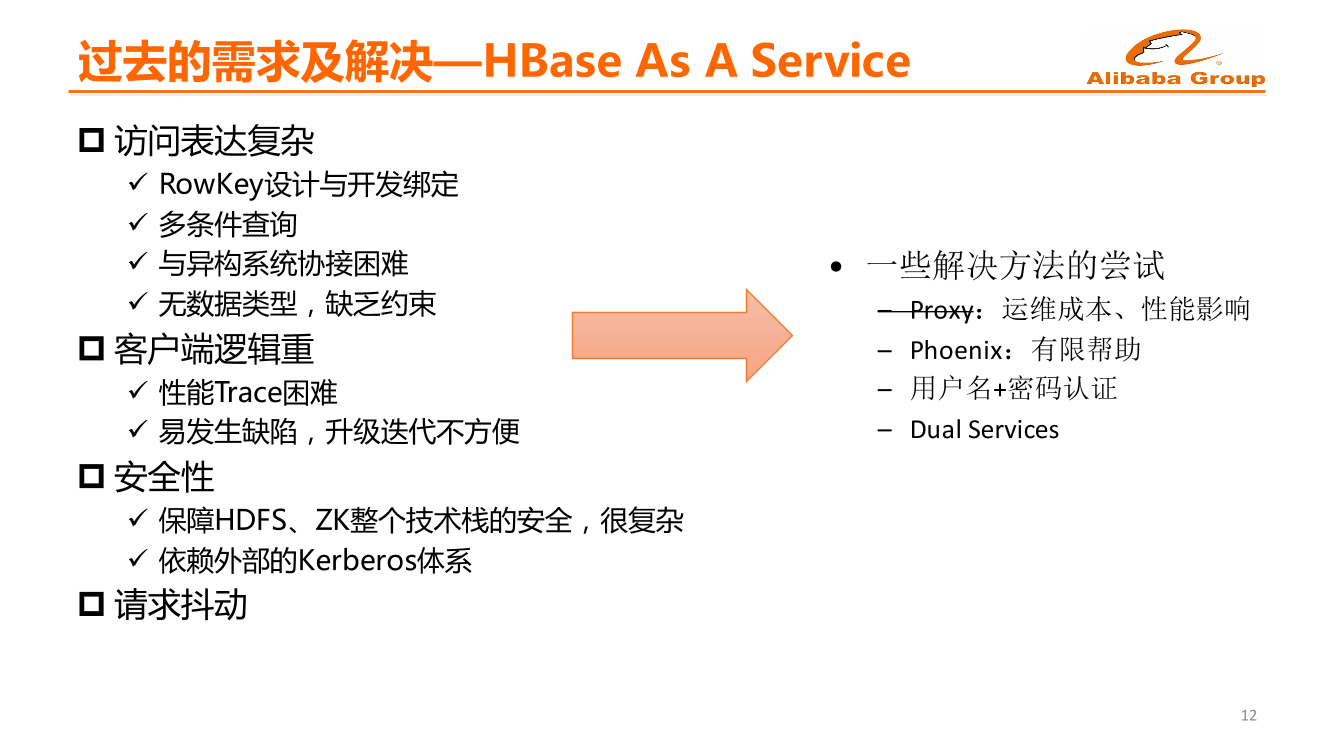 过去的需求及解决—HBase As A Service
Alibaba Group
访问表达复杂
✓ RowKey设计与开发绑定
✓ 多条件查询
✓ 与异构系统协接困难
✓ 无数据类型，缺乏约束
客户端逻辑重
✓ 性能Trace困难
✓ 易发生缺陷，升级迭代不方便
安全性
✓ 保障HDFS、ZK整个技术栈的安全，很复杂
✓ 依赖外部的Kerberos体系
请求抖动
• 一些解决方法的尝试
– Proxy：运维成本、性能影响
– Phoenix：有限帮助
– 用户名+密码认证
– Dual Services
12